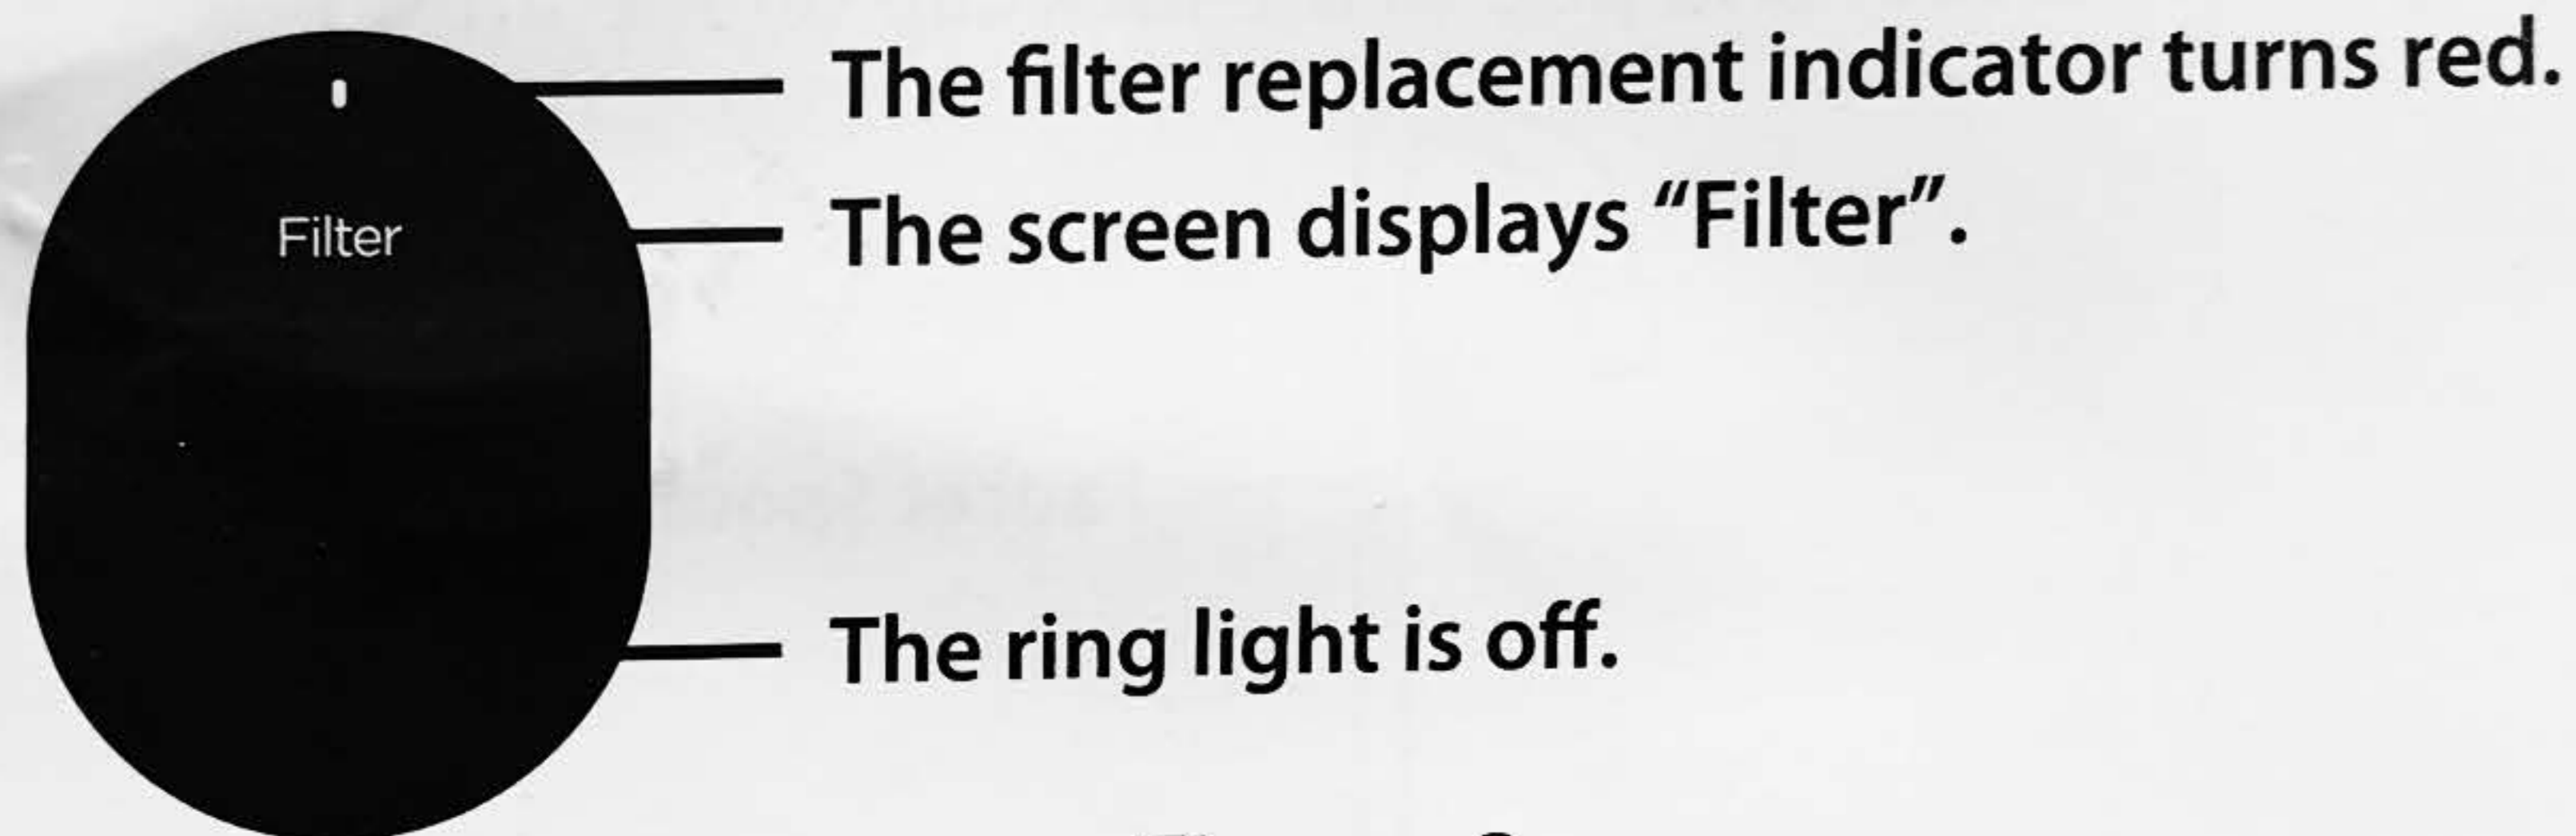 The filter replacement indicator turns red.
Filter
The screen displays “Filter”.
The ring light is off.